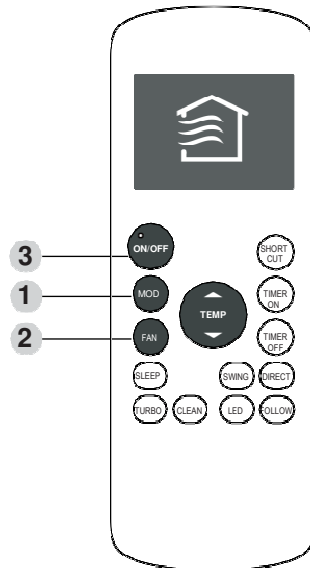 3
ON/OFF
SHORT
CUT
1
MOD
TEMP
TIMER
ON
2
FAN
TIMER
OFF
SLEEP
SWING
DIRECT
TURBO
CLEAN
LED
FOLLOW